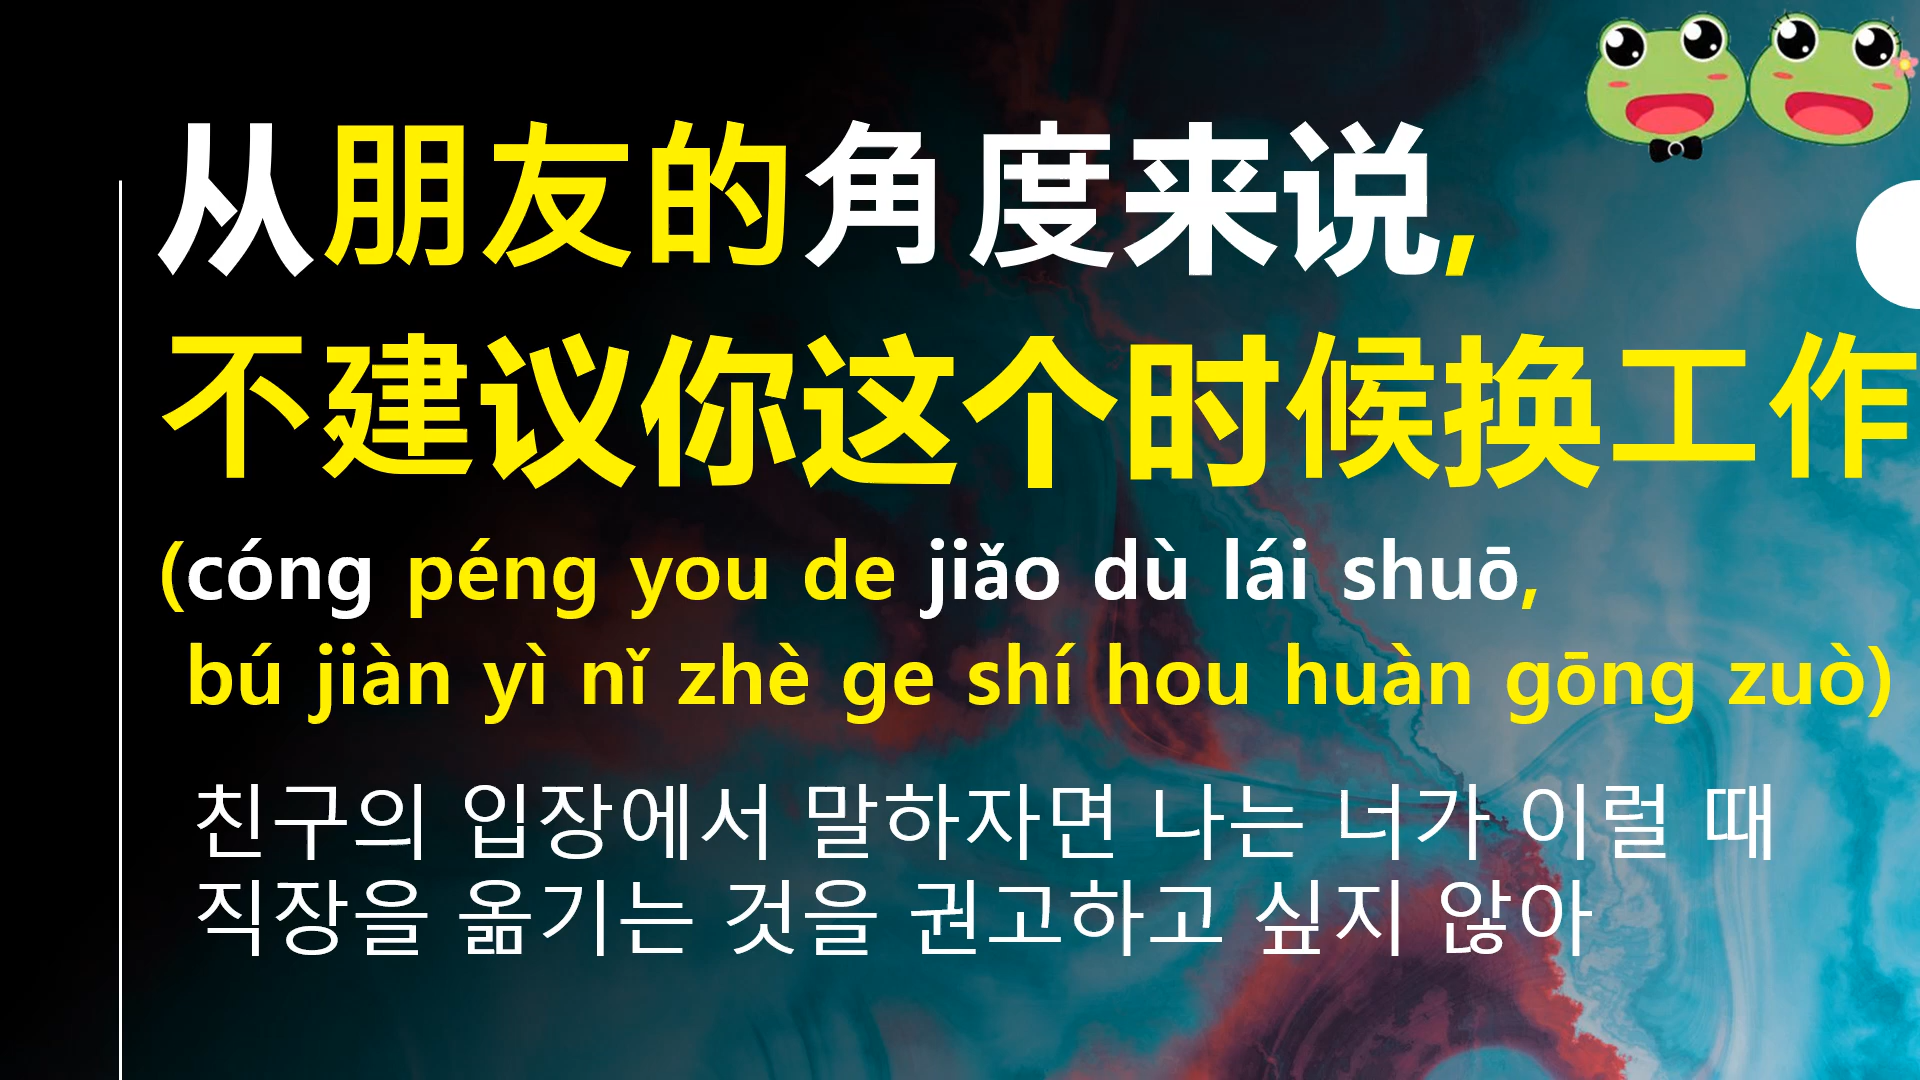 从朋友的角度来说,
不建议你这个时候换工作
(cóng péng you de jiǎo dù lái shuō,
bú jiàn yì nǐ zhè ge shí hou huàn gōng zuò)
친구의 입장에서 말하자면 나는 너가 이럴 때
직장을 옮기는 것을 권고하고 싶지 않아